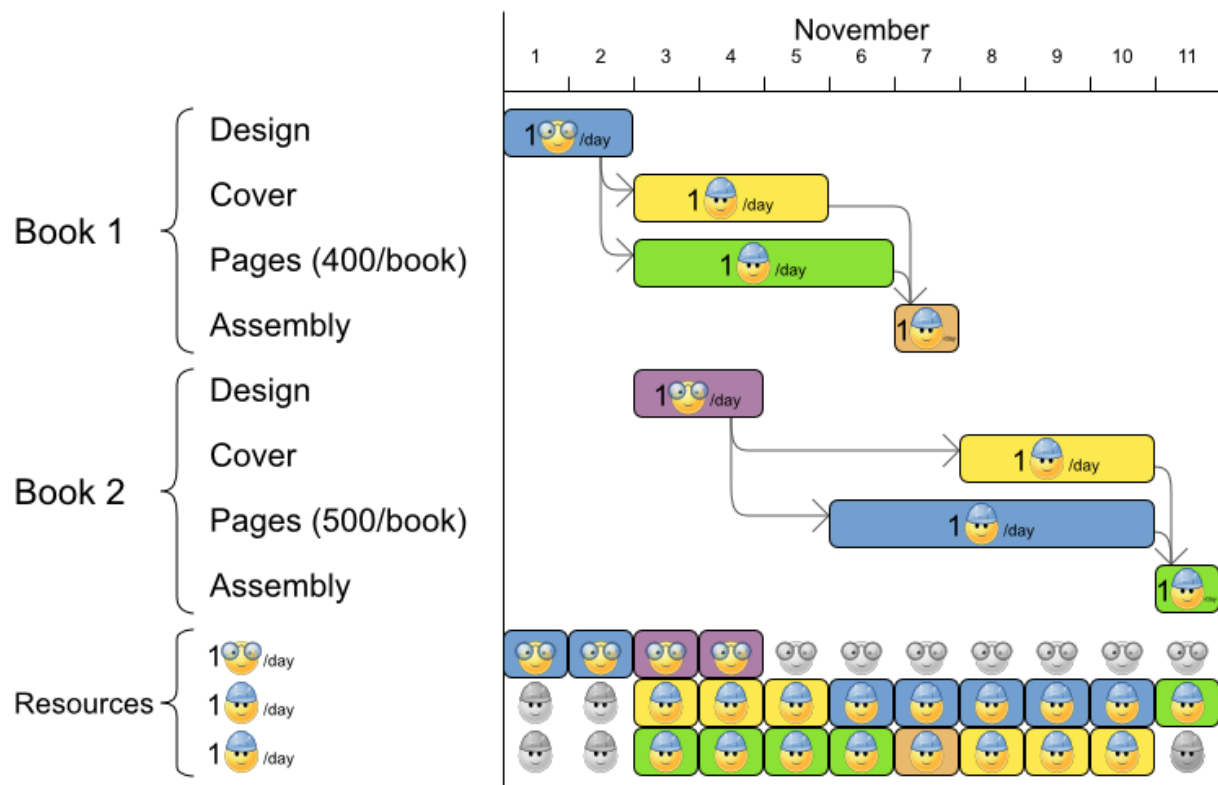 November
1 2 3 4 5 6 7 8 9 10 11
Book 1
Design
1 /day
Cover
1 /day
Pages (400/book)
1 /day
Assembly
1 /day
Book 2
Design
1 /day
Cover
1 /day
Pages (500/book)
1 /day
Assembly
1 /day
Resources
1 /day
1 /day
1 /day